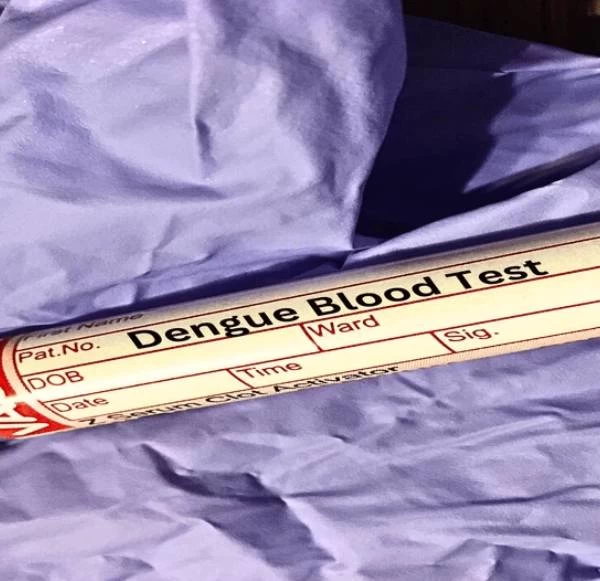 First Name
Dengue Blood Test
Pat.No.
Ward
DOB
Time
Sig.
Date
Z Serum Clot Activator